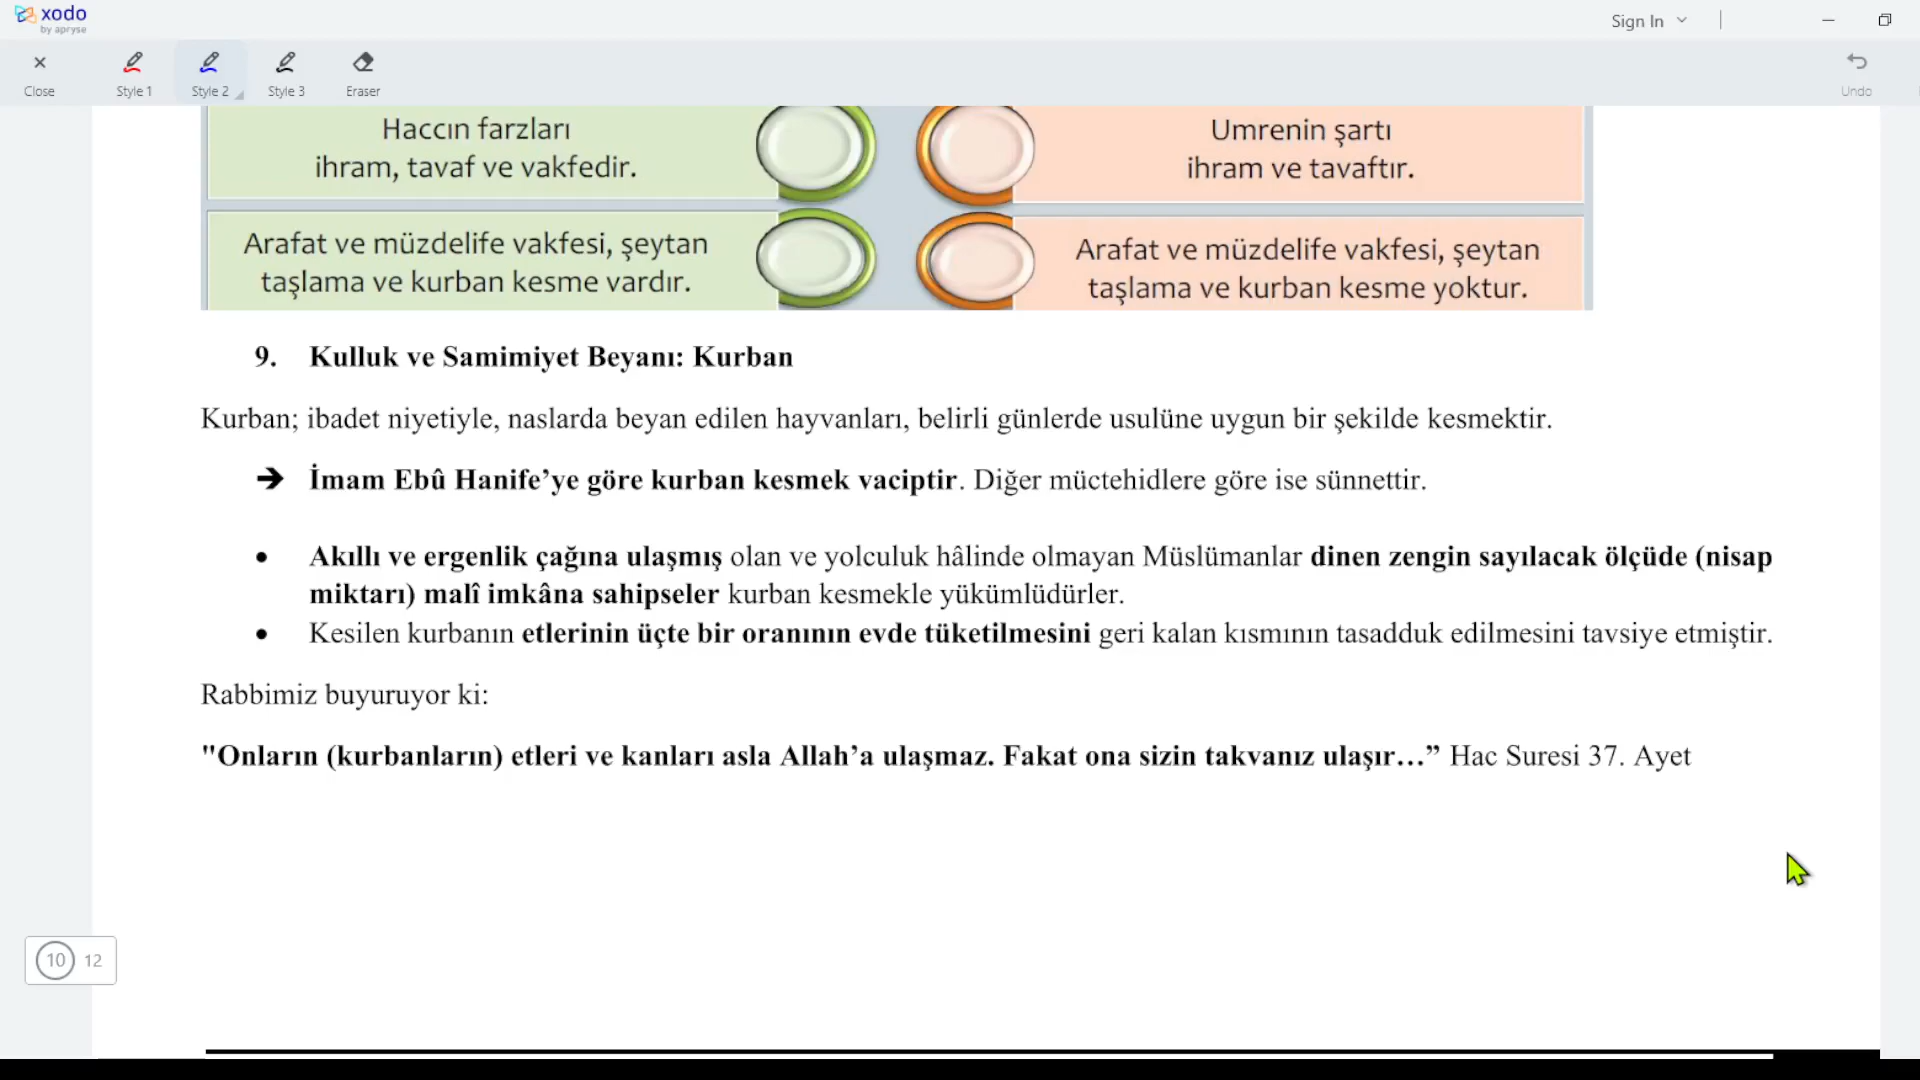 xodo
by apryse
Sign In
Close
Style 1
Style 2
Style 3
Eraser
Undo
Haccın farzları
ihram, tavaf ve vakfedir.
Umrenin şartı
ihram ve tavaftır.
Arafat ve müzdelife vakfesi, şeytan
taşlama ve kurban kesme vardır.
Arafat ve müzdelife vakfesi, şeytan
taşlama ve kurban kesme yoktur.
9. Kulluk ve Samimiyet Beyanı: Kurban
Kurban; ibadet niyetiyle, naslarda beyan edilen hayvanları, belirli günlerde usulüne uygun bir şekilde kesmektir.
➔ İmam Ebû Hanife’ye göre kurban kesmek vaciptir. Diğer müctehidlere göre ise sünnettir.
• Akıllı ve ergenlik çağına ulaşmış olan ve yolculuk hâlinde olmayan Müslümanlar dinen zengin sayılacak ölçüde (nisap
miktarı) malî imkâna sahipseler kurban kesmekle yükümlüdürler.
• Kesilen kurbanın etlerinin üçte bir oranının evde tüketilmesini geri kalan kısmının tasadduk edilmesini tavsiye etmiştir.
Rabbimiz buyuruyor ki:
"Onların (kurbanların) etleri ve kanları asla Allah’a ulaşmaz. Fakat ona sizin takvanız ulaşır…” Hac Suresi 37. Ayet
10 12